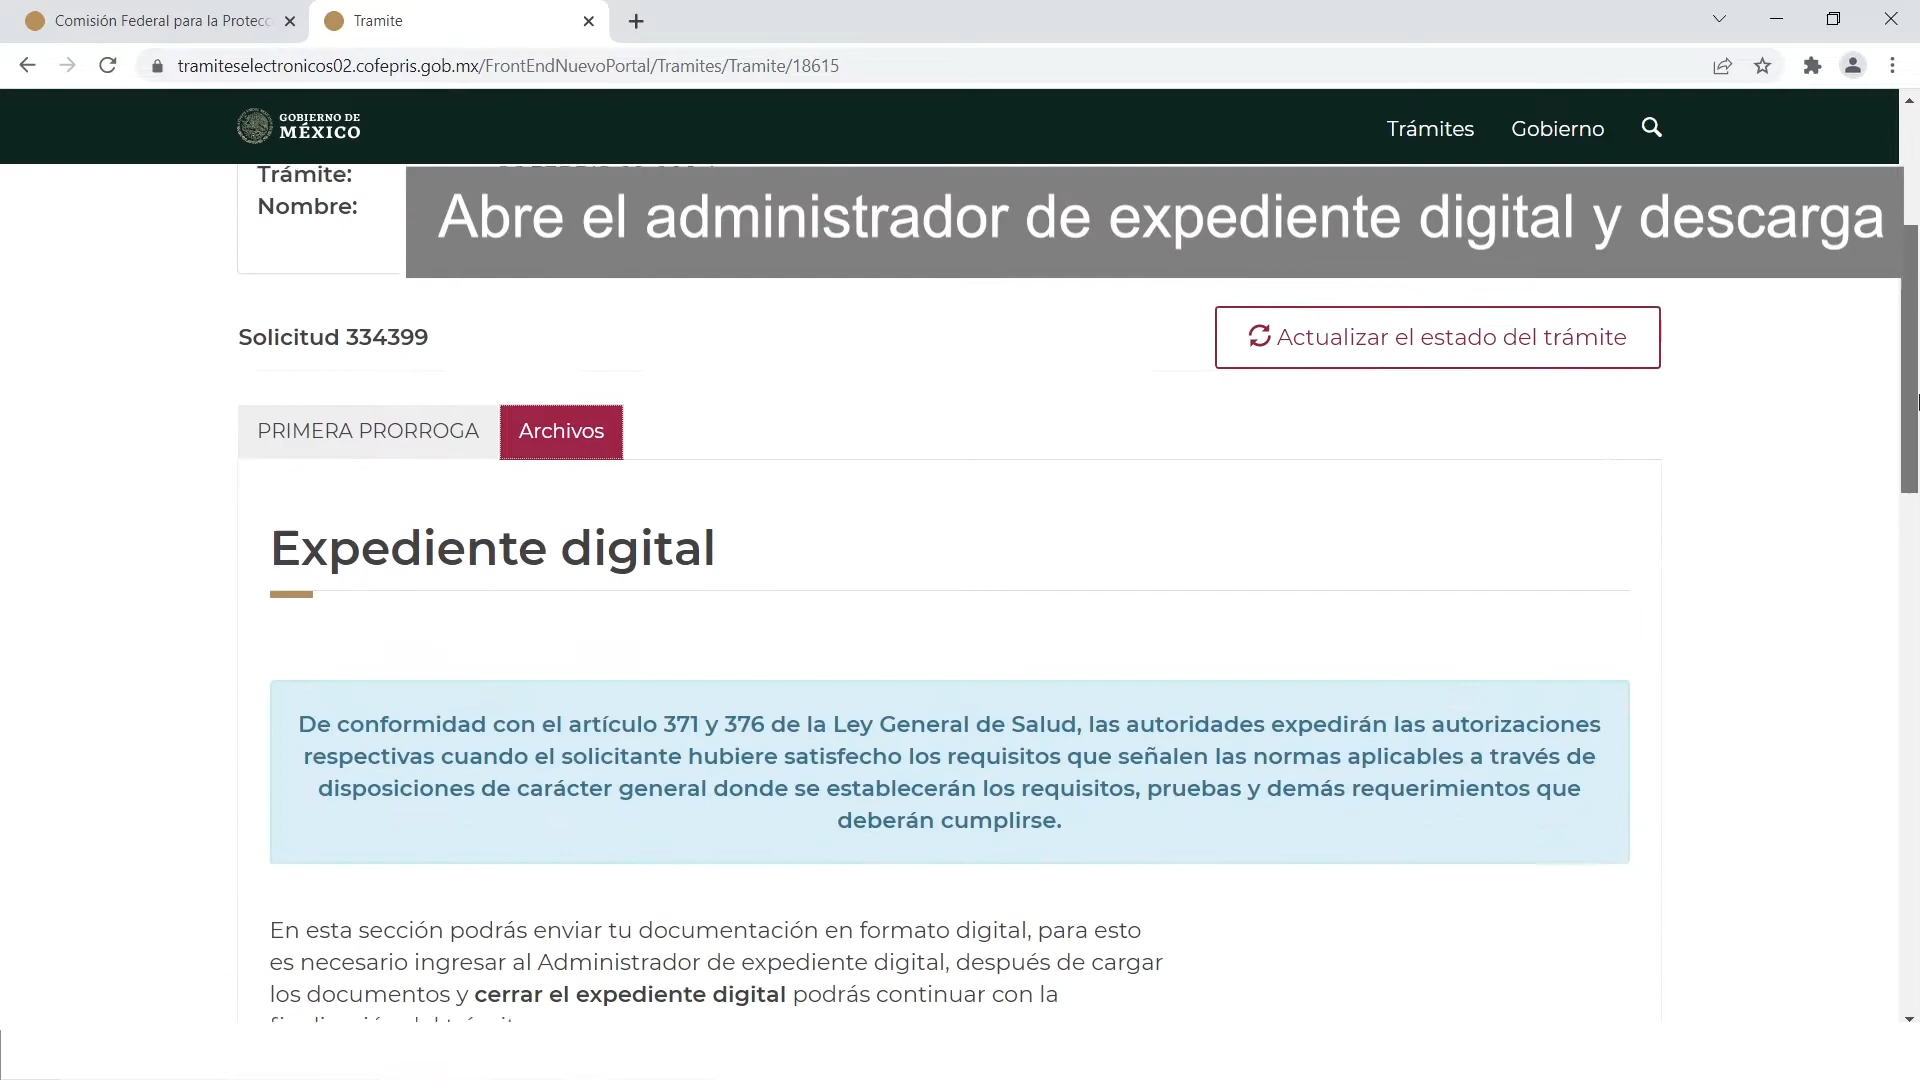 Comisión Federal para la Protecc
Tramite
tramiteselectronicos02.cofepris.gob.mx/FrontEndNuevoPortal/Tramites/Tramite/18615
GOBIERNO DE
MÉXICO
Trámites
Gobierno
Trámite:
Nombre:
Abre el administrador de expediente digital y descarga
Solicitud 334399
Actualizar el estado del trámite
PRIMERA PRORROGA
Archivos
Expediente digital
De conformidad con el artículo 371 y 376 de la Ley General de Salud, las autoridades expedirán las autorizaciones
respectivas cuando el solicitante hubiere satisfecho los requisitos que señalen las normas aplicables a través de
disposiciones de carácter general donde se establecerán los requisitos, pruebas y demás requerimientos que
deberán cumplirse.
En esta sección podrás enviar tu documentación en formato digital, para esto
es necesario ingresar al Administrador de expediente digital, después de cargar
los documentos y cerrar el expediente digital podrás continuar con la